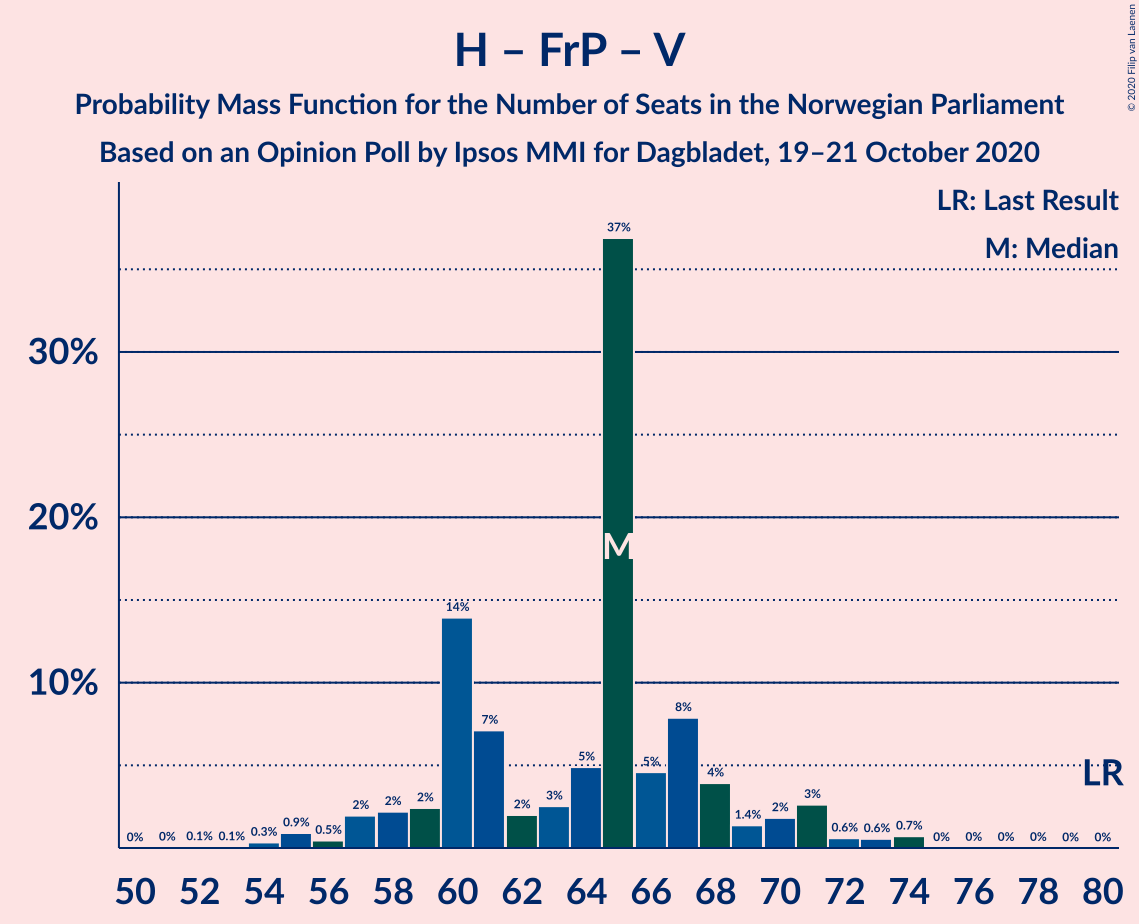 H – FrP – V
Probability Mass Function for the Number of Seats in the Norwegian Parliament
Based on an Opinion Poll by Ipsos MMI for Dagbladet, 19–21 October 2020
© 2020 Filip van Laenen
LR: Last Result
M: Median
30%
20%
10%
0% 0% 0.1% 0.1% 0.3% 0.9% 0.5% 2% 2% 2% 14% 7% 2% 3% 5% 37% 5% 8% 4% 1.4% 2% 3% 0.6% 0.6% 0.7% 0% 0% 0% 0% 0% 0%
M
LR
50 52 54 56 58 60 62 64 66 68 70 72 74 76 78 80